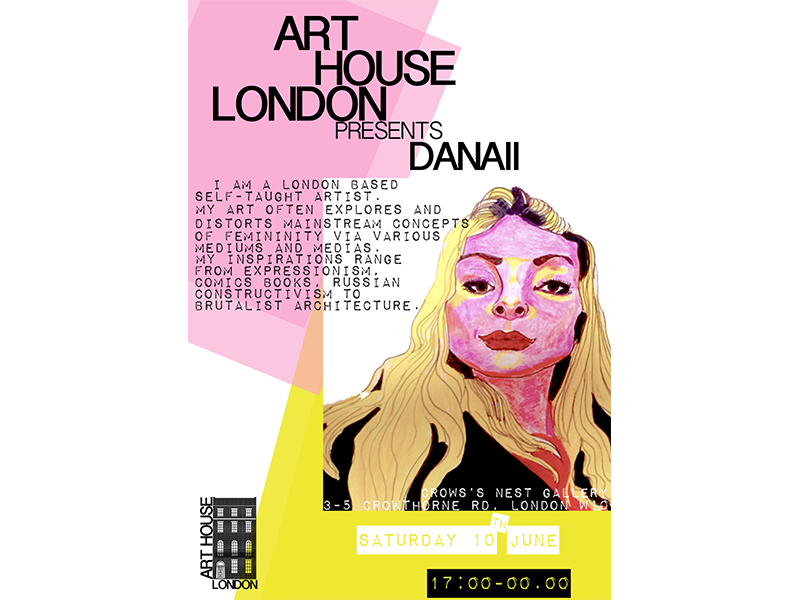 ART
HOUSE
LONDON
PRESENTS
DANAII
I AM A LONDON BASED
SELF-TAUGHT ARTIST.
MY ART OFTEN EXPLORES AND
DISTORTS MAINSTREAM CONCEPTS
OF FEMININITY VIA VARIOUS
MEDIUMS AND MEDIAS.
MY INSPIRATIONS RANGE
FROM EXPRESSIONISM,
COMICS BOOKS, RUSSIAN
CONSTRUCTIVISM TO
BRUTALIST ARCHITECTURE.
CROWS'S NEST GALLERY
3-5 CROWTHORNE RD, LONDON W10
SATURDAY 10TH JUNE
17:00-00.00
ART HOUSE
LONDON